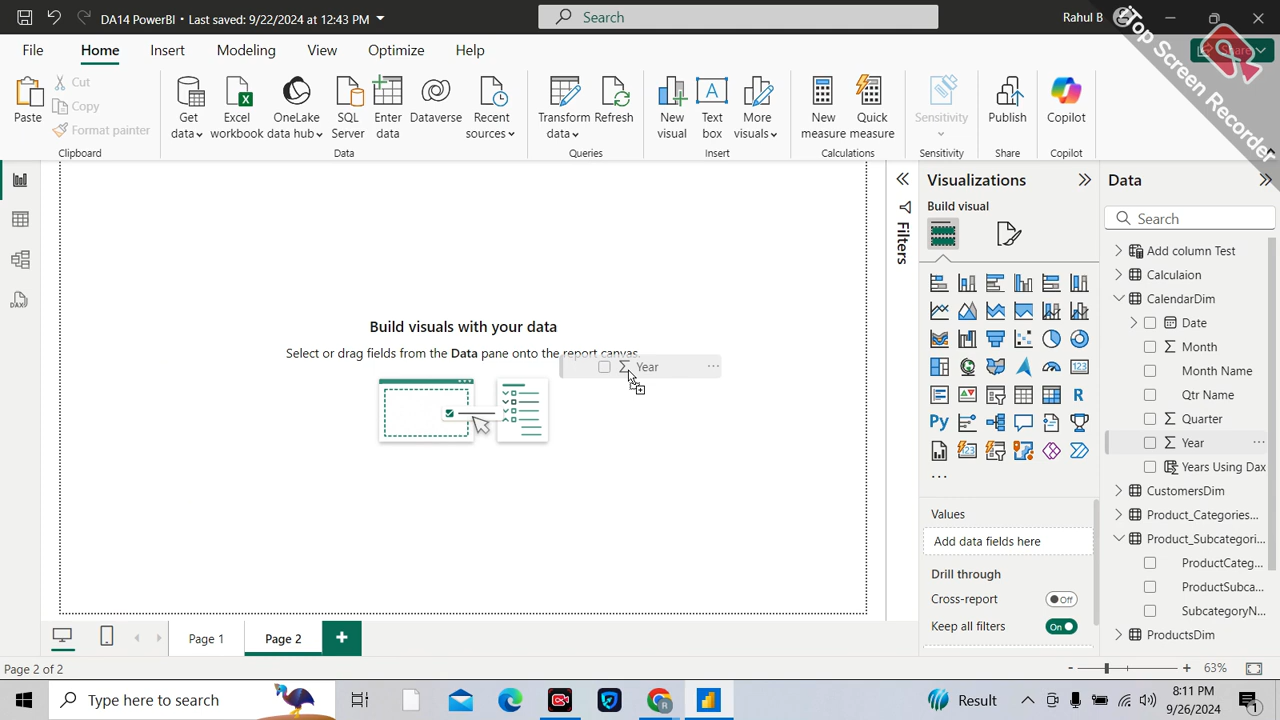 DA14 PowerBI • Last saved: 9/22/2024 at 12:43 PM
Search
Rahul B
Share
iTop Screen Recorder
File Home Insert Modeling View Optimize Help
Paste
Cut
Copy
Format painter
Get data
Excel workbook
OneLake data hub
SQL Server
Enter data
Dataverse
Recent sources
Transform data
Refresh
New visual
Text box
More visuals
New measure
Quick measure
Sensitivity
Publish
Copilot
Clipboard Data Queries Insert Calculations Sensitivity Share Copilot
Build visuals with your data
Select or drag fields from the Data pane onto the report canvas.
Σ Year ...
Filters
Visualizations
Build visual
123
Py
R
123
...
Values
Add data fields here
Drill through
Cross-report Off
Keep all filters On
Data
Search
Add column Test
Calculaion
CalendarDim
Date
Σ Month
Month Name
Qtr Name
Σ Quarter
Σ Year ...
Years Using Dax
CustomersDim
Product_Categories...
Product_Subcategori...
ProductCateg...
ProductSubca...
SubcategoryN...
ProductsDim
DAX
Page 1 Page 2 +
Page 2 of 2
- + 63%
Type here to search
R
Result
8:11 PM
9/26/2024
1